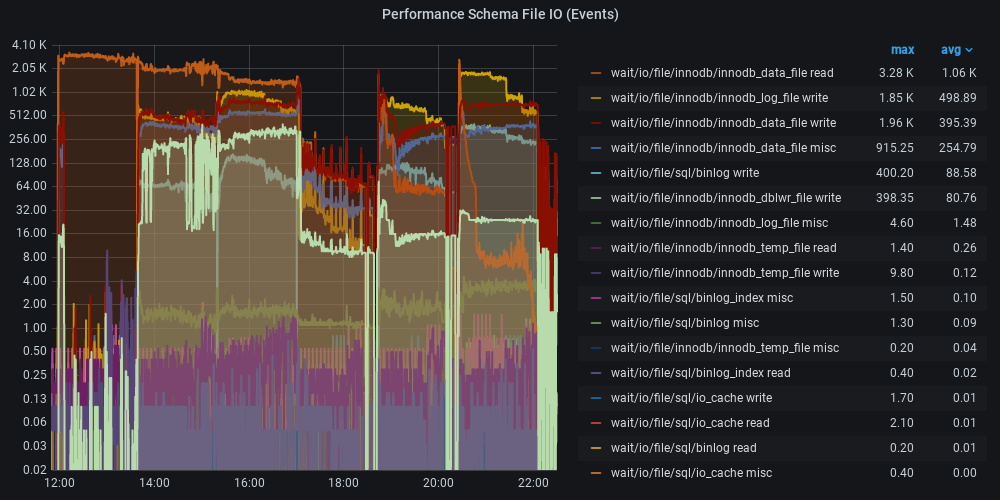 Performance Schema File IO (Events)
4.10 K
2.05 K
1.02 K
512.00
256.00
128.00
64.00
32.00
16.00
8.00
4.00
2.00
1.00
0.50
0.25
0.13
0.06
0.03
0.02
12:00 14:00 16:00 18:00 20:00 22:00
max avg
wait/io/file/innodb/innodb_data_file read 3.28 K 1.06 K
wait/io/file/innodb/innodb_log_file write 1.85 K 498.89
wait/io/file/innodb/innodb_data_file write 1.96 K 395.39
wait/io/file/innodb/innodb_data_file misc 915.25 254.79
wait/io/file/sql/binlog write 400.20 88.58
wait/io/file/innodb/innodb_dblwr_file write 398.35 80.76
wait/io/file/innodb/innodb_log_file misc 4.60 1.48
wait/io/file/innodb/innodb_temp_file read 1.40 0.26
wait/io/file/innodb/innodb_temp_file write 9.80 0.12
wait/io/file/sql/binlog_index misc 1.50 0.10
wait/io/file/sql/binlog misc 1.30 0.09
wait/io/file/innodb/innodb_temp_file misc 0.20 0.04
wait/io/file/sql/binlog_index read 0.40 0.02
wait/io/file/sql/io_cache write 1.70 0.01
wait/io/file/sql/io_cache read 2.10 0.01
wait/io/file/sql/binlog read 0.20 0.01
wait/io/file/sql/io_cache misc 0.40 0.00